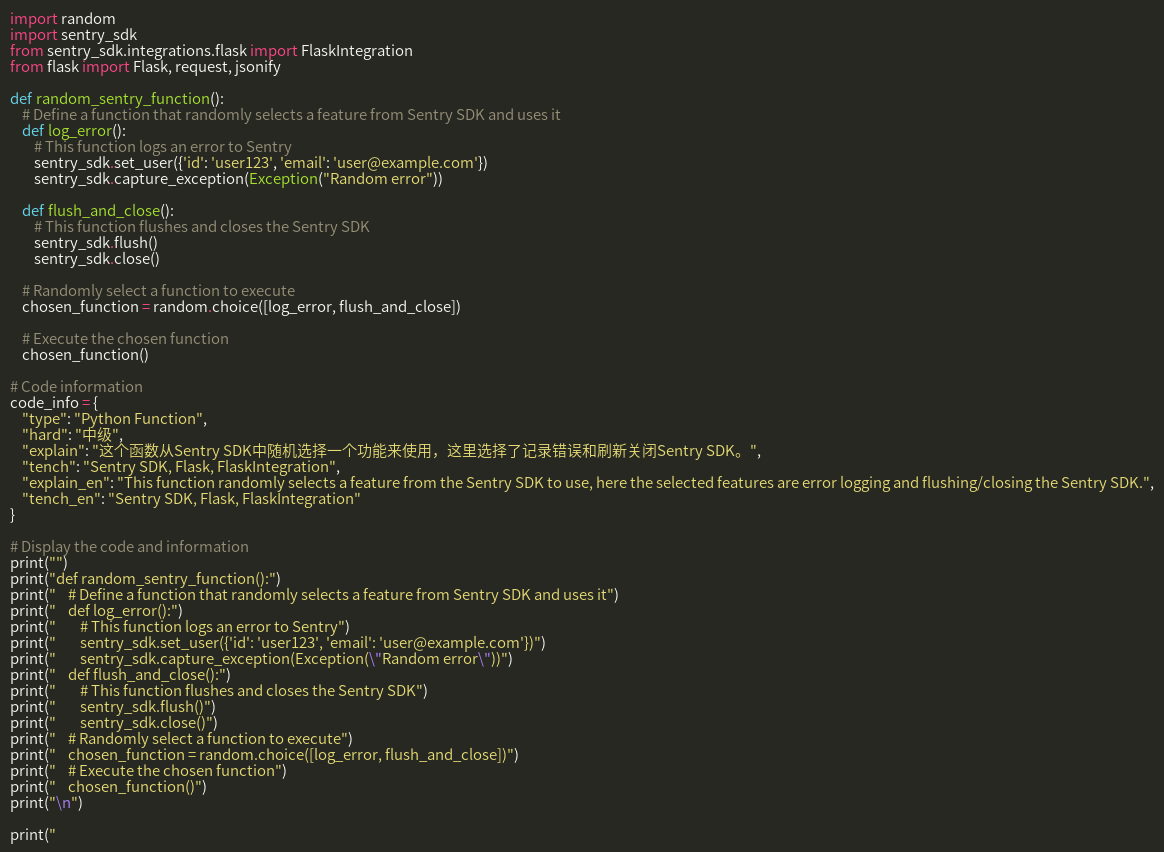 import random
import sentry_sdk
from sentry_sdk.integrations.flask import FlaskIntegration
from flask import Flask, request, jsonify

def random_sentry_function():
    # Define a function that randomly selects a feature from Sentry SDK and uses it
    def log_error():
        # This function logs an error to Sentry
        sentry_sdk.set_user({'id': 'user123', 'email': 'user@example.com'})
        sentry_sdk.capture_exception(Exception("Random error"))

    def flush_and_close():
        # This function flushes and closes the Sentry SDK
        sentry_sdk.flush()
        sentry_sdk.close()

    # Randomly select a function to execute
    chosen_function = random.choice([log_error, flush_and_close])

    # Execute the chosen function
    chosen_function()

# Code information
code_info = {
    "type": "Python Function",
    "hard": "中级",
    "explain": "这个函数从Sentry SDK中随机选择一个功能来使用，这里选择了记录错误和刷新关闭Sentry SDK。",
    "tench": "Sentry SDK, Flask, FlaskIntegration",
    "explain_en": "This function randomly selects a feature from the Sentry SDK to use, here the selected features are error logging and flushing/closing the Sentry SDK.",
    "tench_en": "Sentry SDK, Flask, FlaskIntegration"
}

# Display the code and information
print("")
print("def random_sentry_function():")
print("    # Define a function that randomly selects a feature from Sentry SDK and uses it")
print("    def log_error():")
print("        # This function logs an error to Sentry")
print("        sentry_sdk.set_user({'id': 'user123', 'email': 'user@example.com'})")
print("        sentry_sdk.capture_exception(Exception(\"Random error\"))")
print("    def flush_and_close():")
print("        # This function flushes and closes the Sentry SDK")
print("        sentry_sdk.flush()")
print("        sentry_sdk.close()")
print("    # Randomly select a function to execute")
print("    chosen_function = random.choice([log_error, flush_and_close])")
print("    # Execute the chosen function")
print("    chosen_function()")
print("\n")

print("